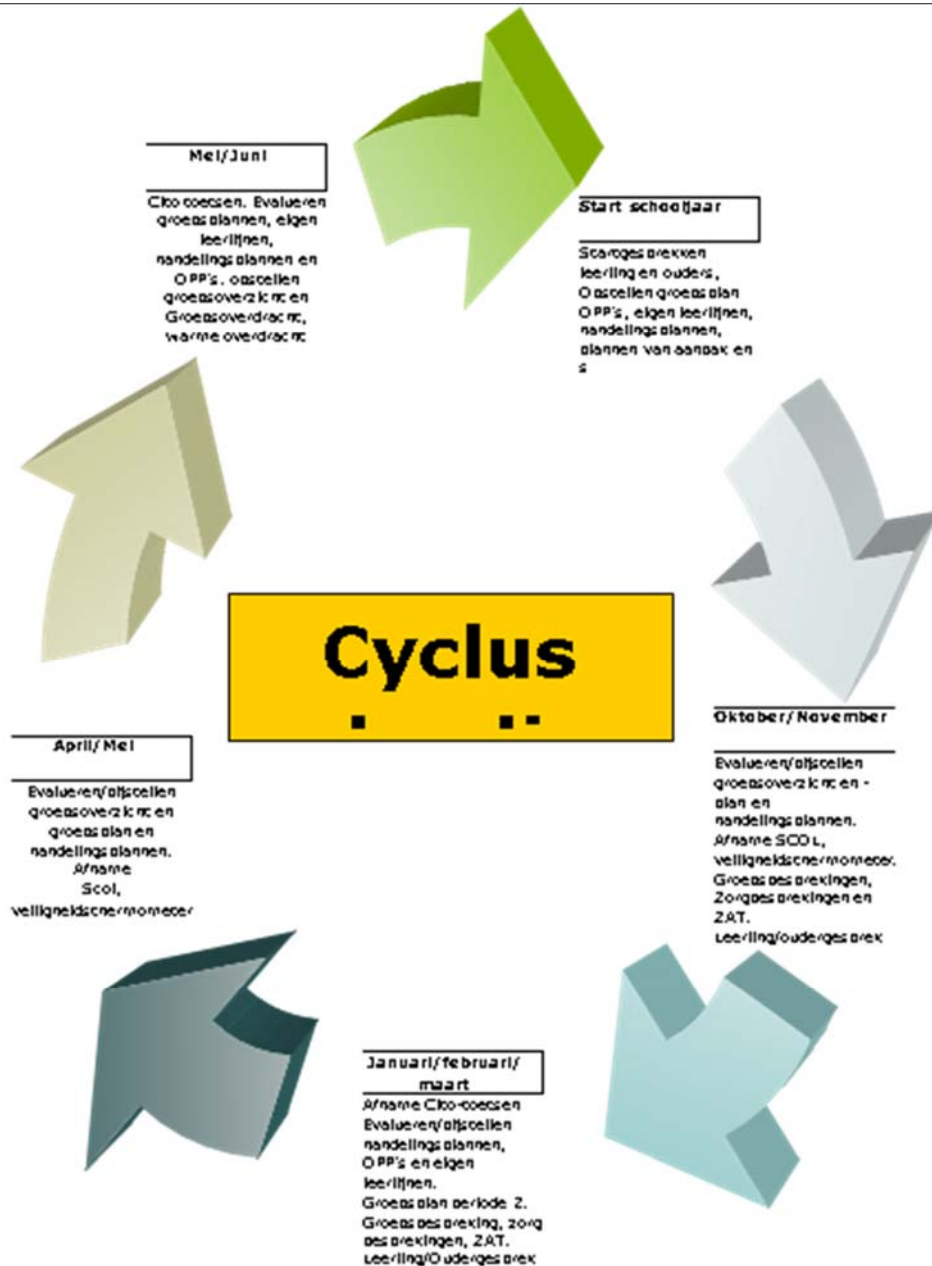 Mei/Juni
Cito-toetsen. Evalueren
groepsplannen, eigen
leerlijnen,
handelingsplannen en
OPP's. opstellen
groepsoverzicht en
Groepsoverdracht,
warme overdracht
Start schooljaar
Startgesprekken
leerling en ouders,
Opstellen groepsplan
OPP's, eigen leerlijnen,
handelingsplannen,
plannen van aanpak en
s
Cyclus
Oktober/November
Evalueren/bijstellen
groepsoverzicht en -
plan en
handelingsplannen.
Afname SCOL,
veiligheidsthermometer.
Groepsbesprekingen,
Zorgbesprekingen en
ZAT.
Leerling/oudergesprek
Januari/februari/
maart
Afname Cito-toetsen
Evalueren/bijstellen
handelingsplannen,
OPP's en eigen
leerlijnen.
Groepsplan periode 2.
Groepsbespreking, zorg
besprekingen, ZAT.
Leerling/Oudergesprek
April/Mei
Evalueren/bijstellen
groepsoverzicht en
groepsplan en
handelingsplannen.
Afname
Scol,
veiligheidsthermometer